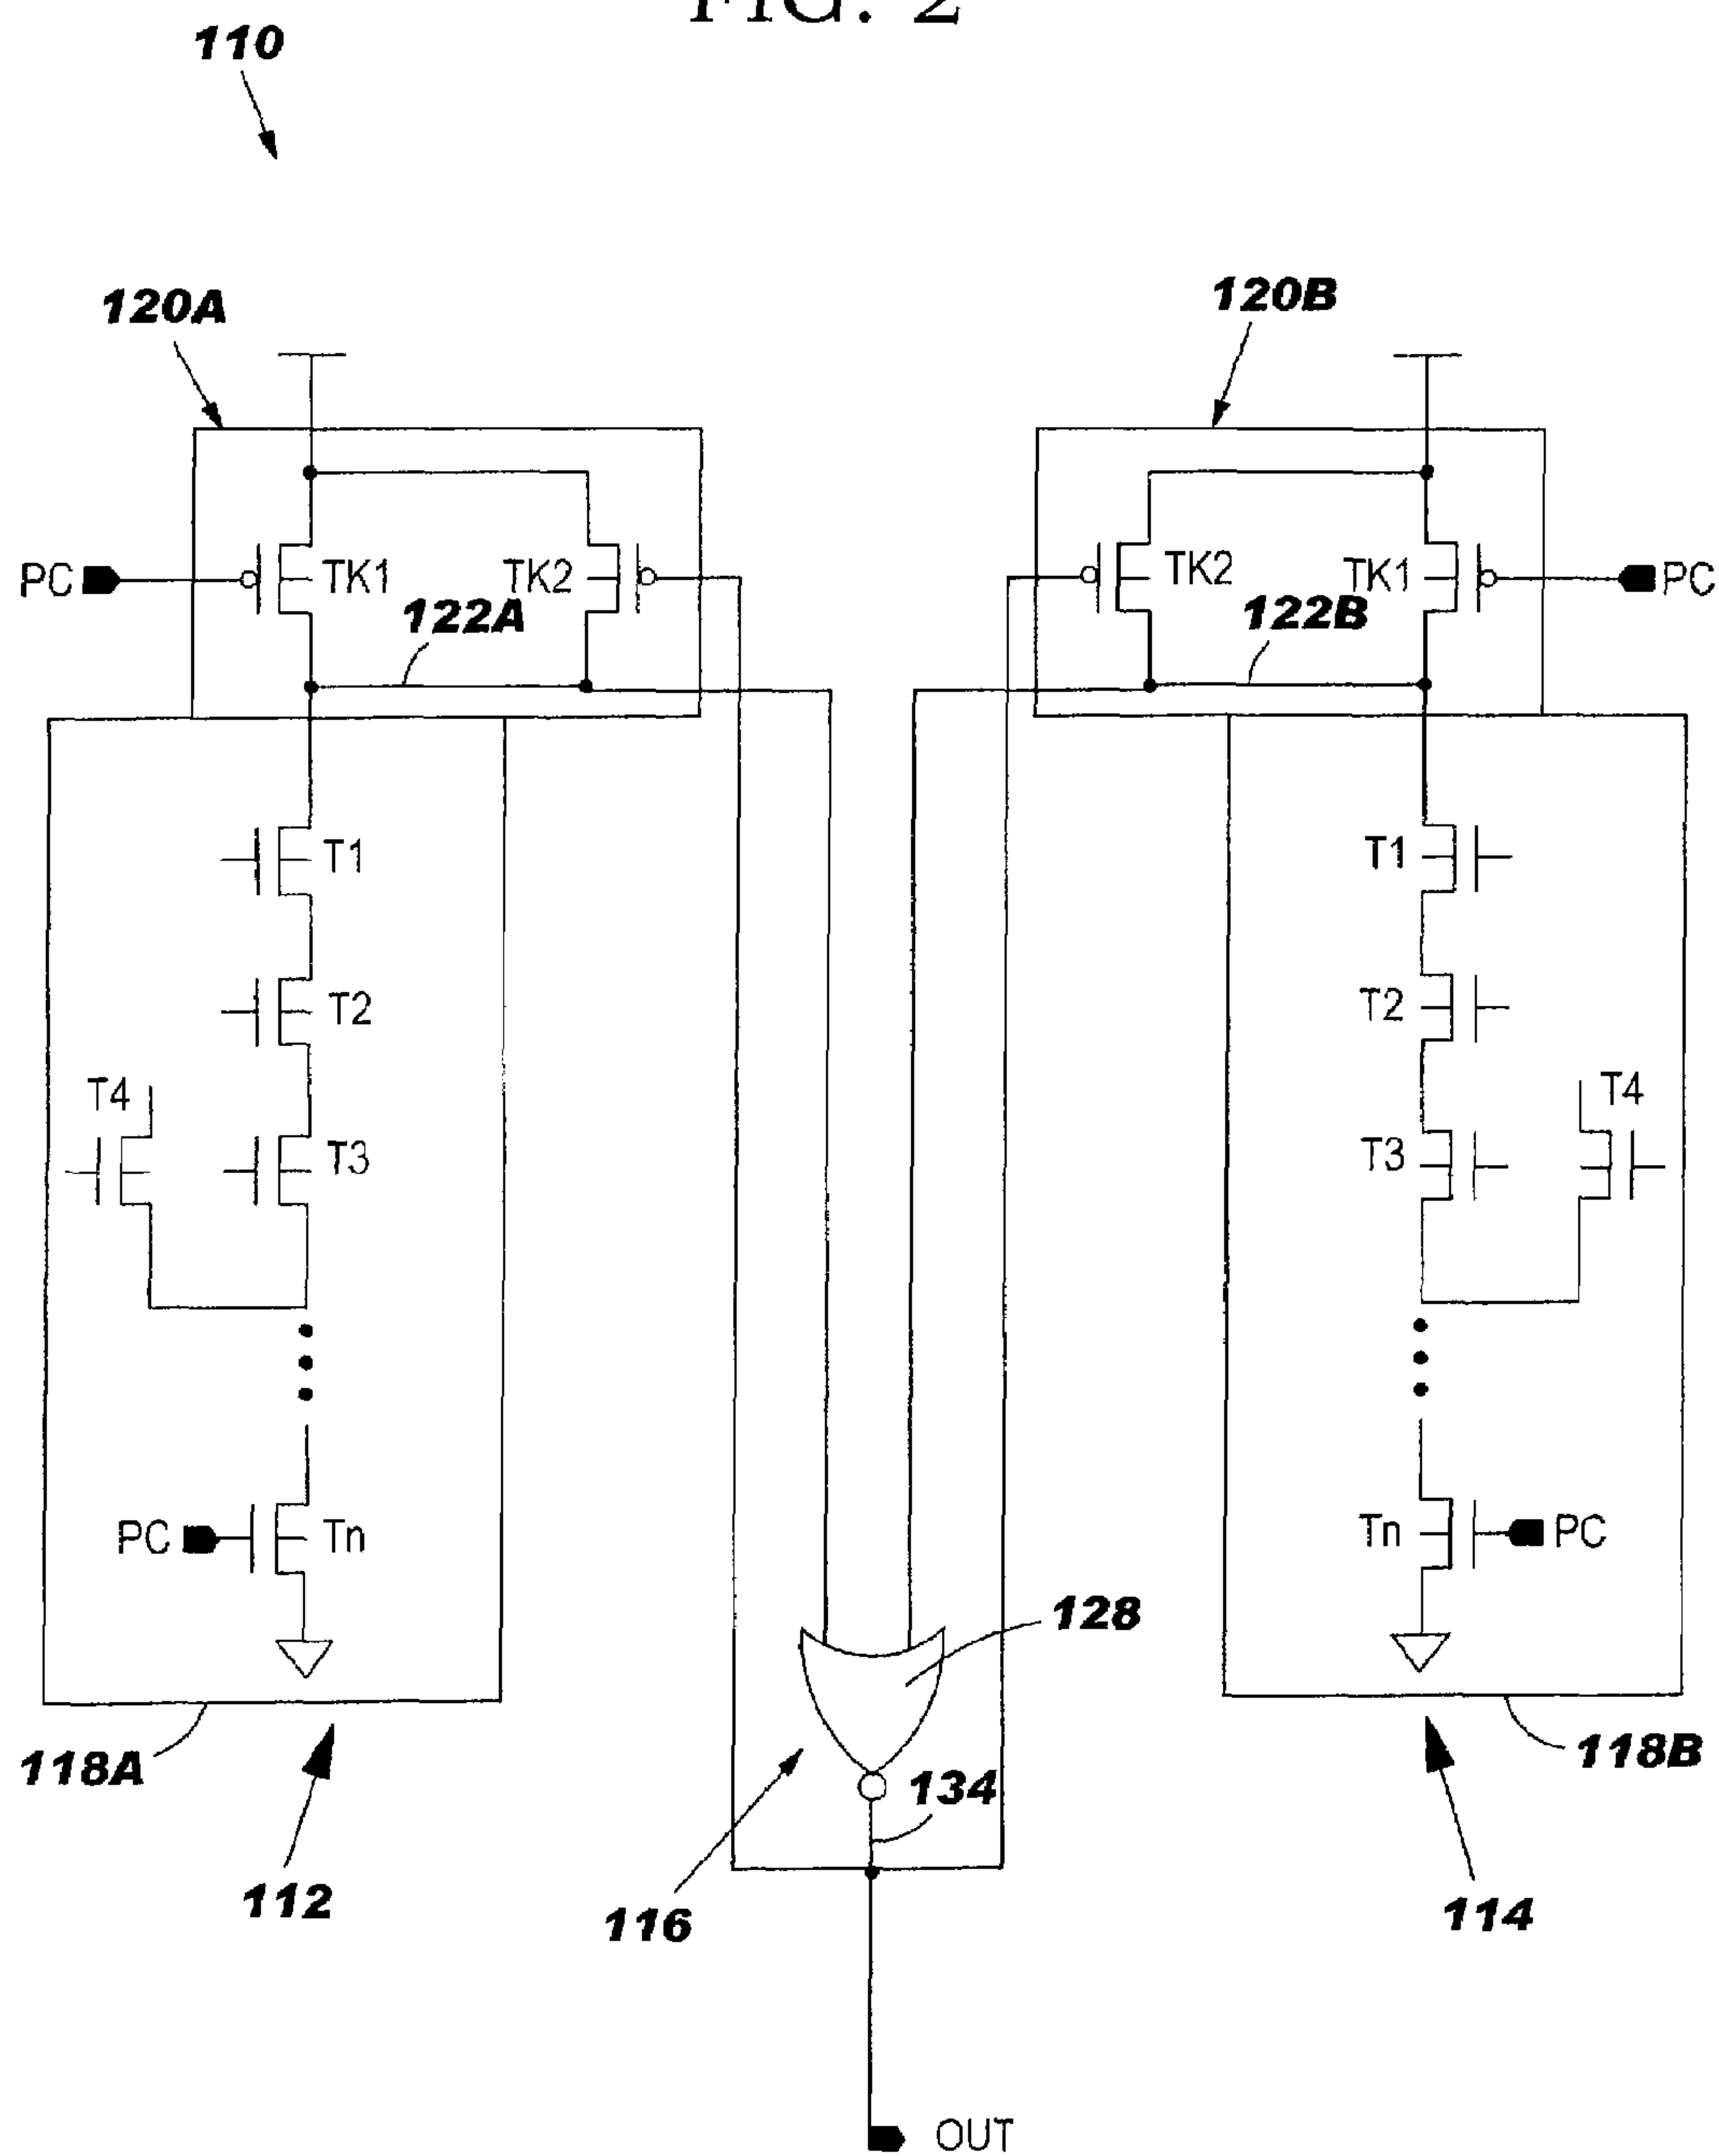 FIG. 2
110
120A
120B
PC
TK1
TK2
TK2
TK1
PC
122A
122B
T1
T1
T2
T2
T4
T4
T3
T3
PC
Tn
Tn
PC
128
118A
118B
134
112
116
114
OUT